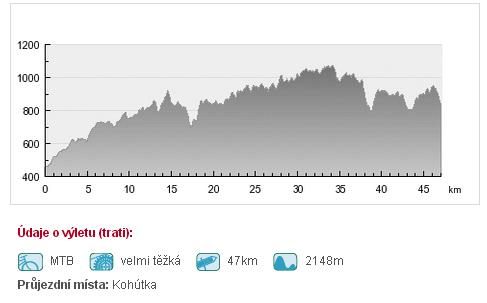 1200
1000
800
600
400
0 5 10 15 20 25 30 35 40 45 km
Údaje o výletu (trati):
MTB velmi těžká 47km 2148m
Průjezdní místa: Kohútka